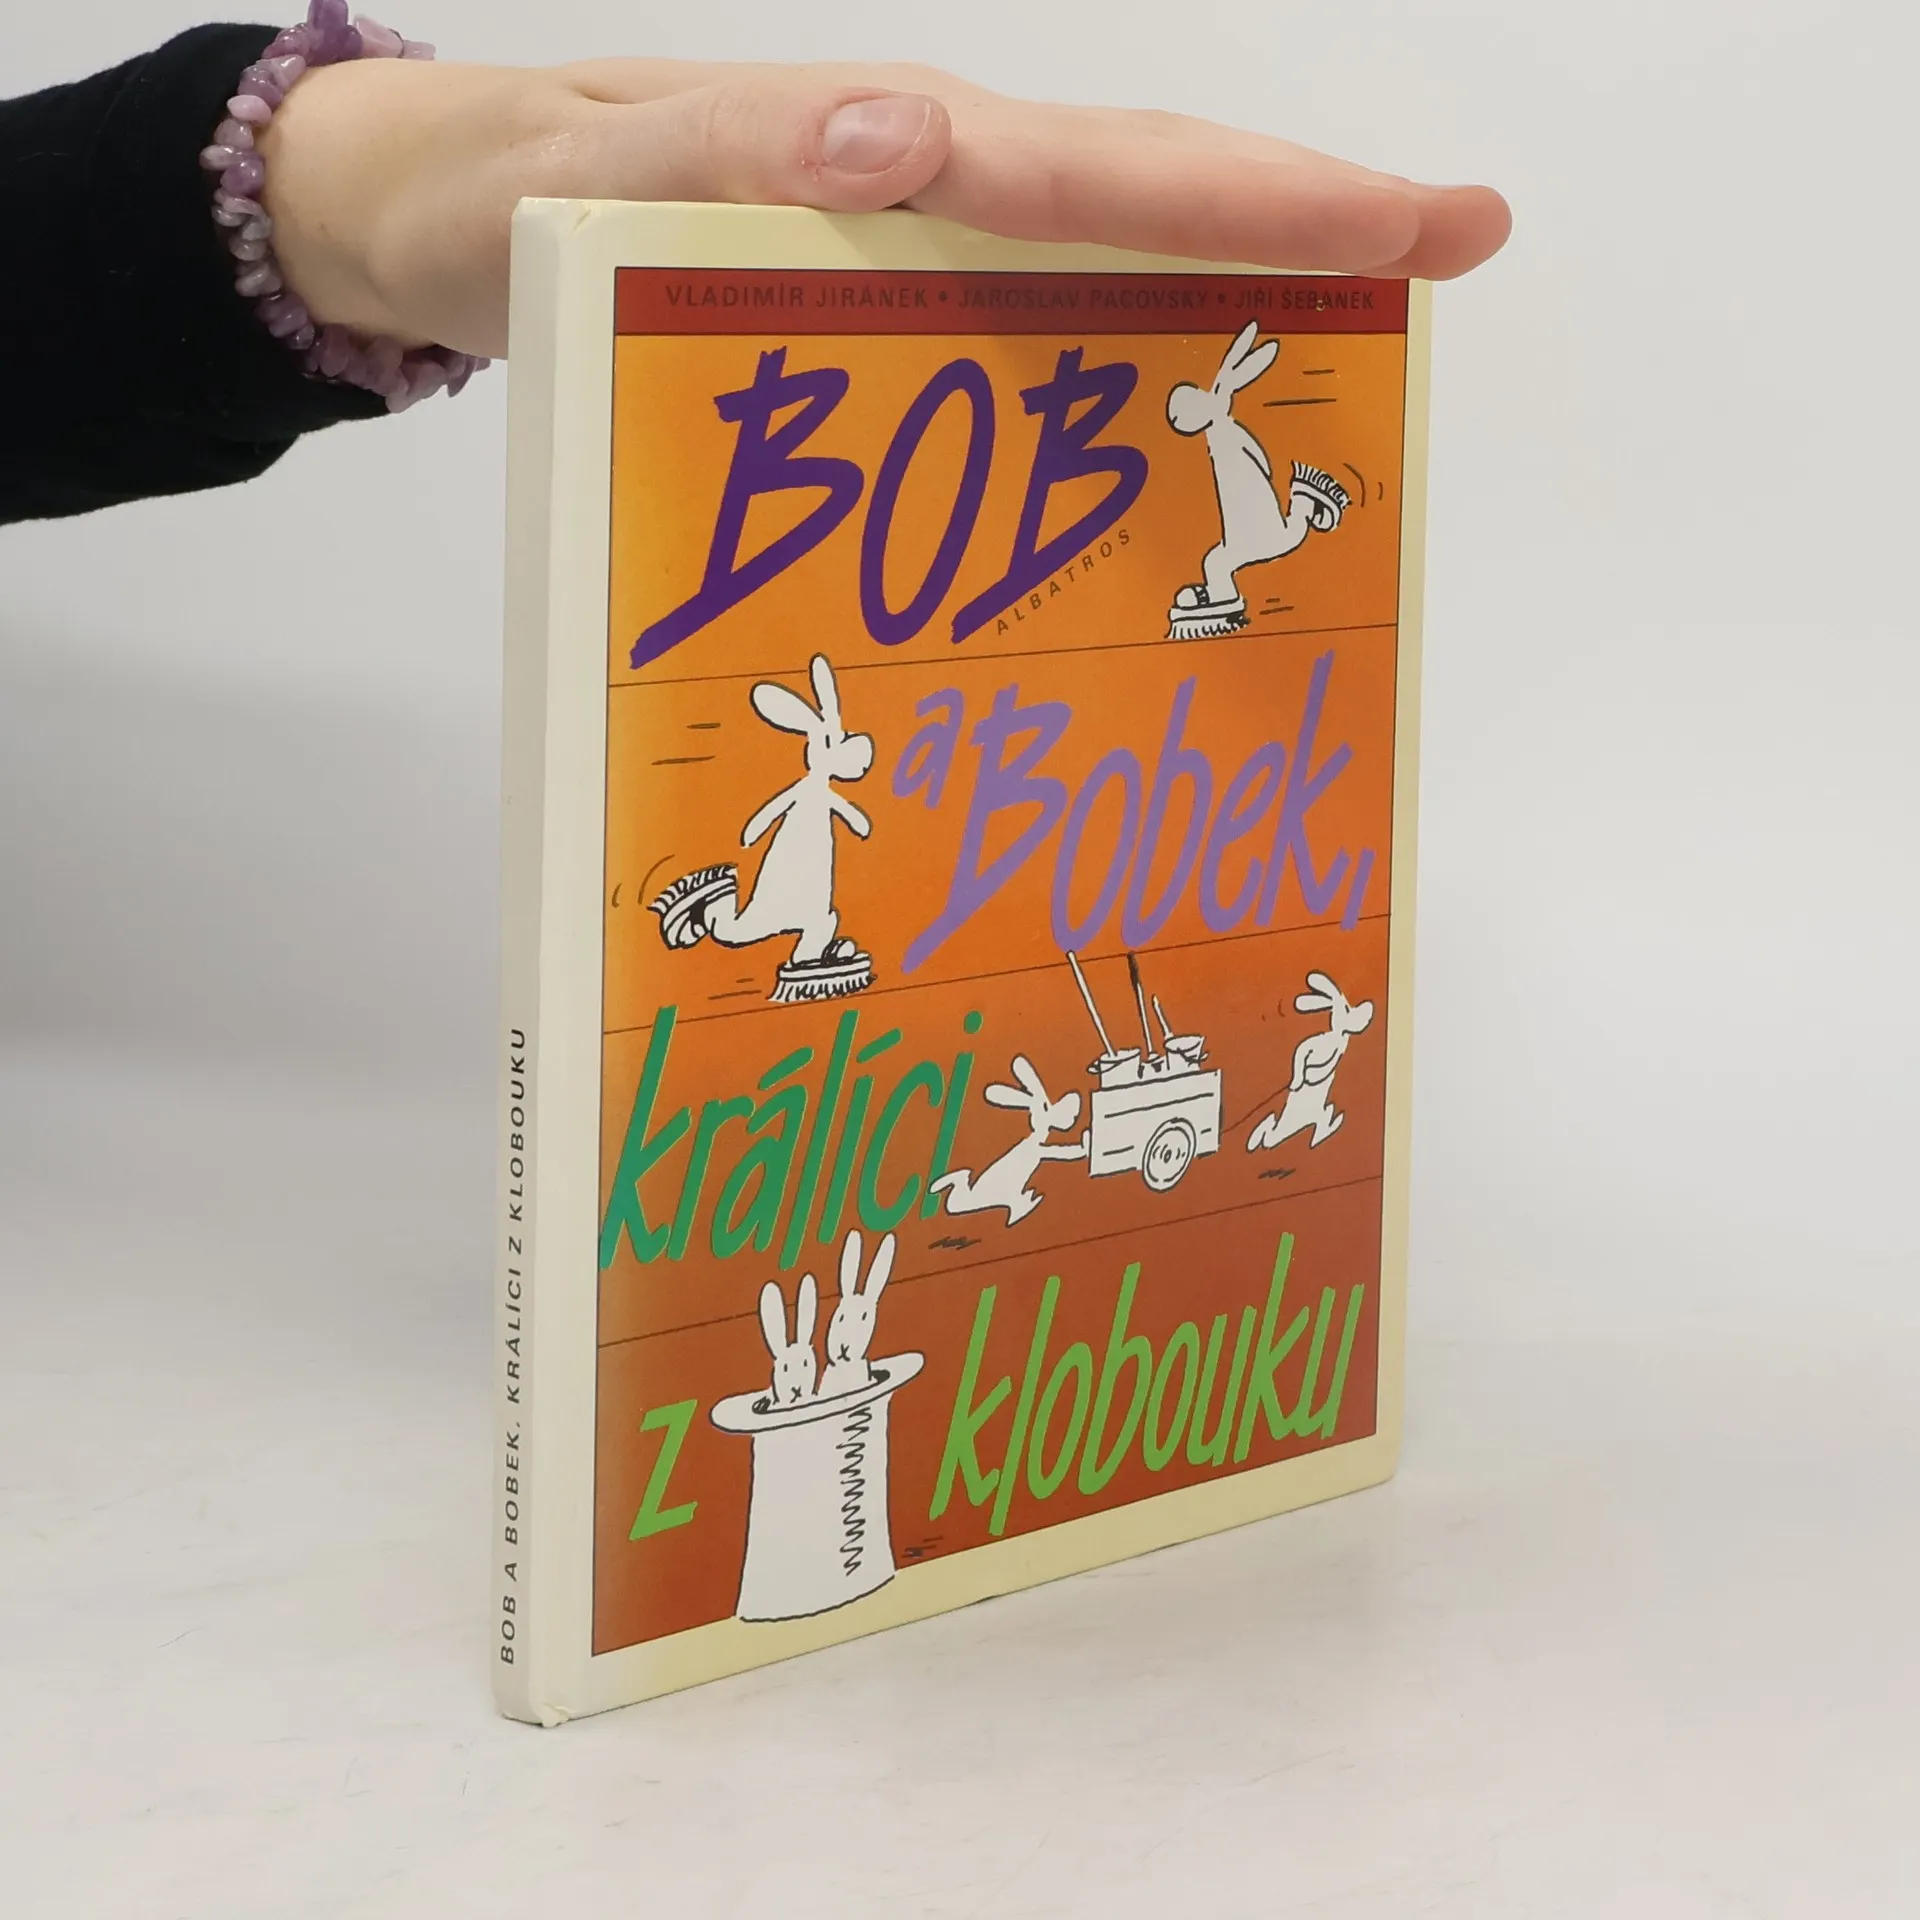 VLADIMÍR JIRÁNEK • JAROSLAV PACOVSKÝ • JIŘÍ ŠEBÁNEK
BOB
ALBATROS
a Bobek,
králíci
z klobouku
BOB A BOBEK, KRÁLÍCI Z KLOBOUKU